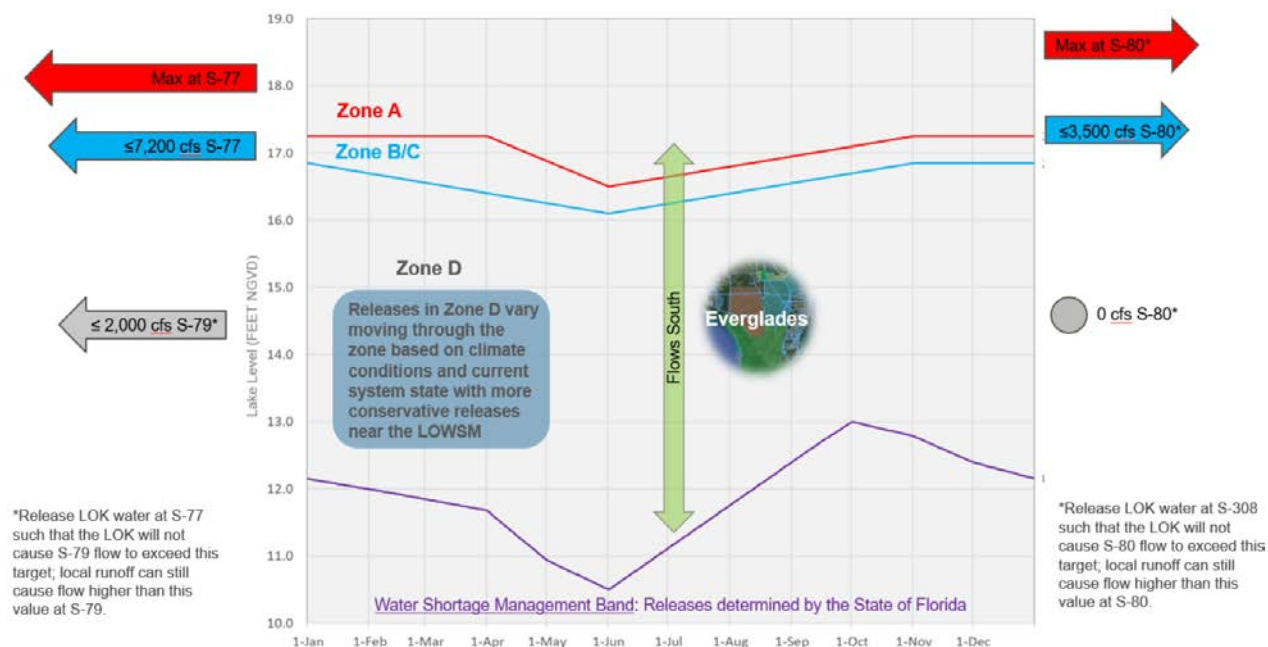 19.0
18.0
17.0
16.0
15.0
14.0
13.0
12.0
11.0
10.0
Lake Level (FEET NGVD)
1-Jan
1-Feb
1-Mar
1-Apr
1-May
1-Jun
1-Jul
1-Aug
1-Sep
1-Oct
1-Nov
1-Dec
Max at S-77
≤7,200 cfs S-77
≤ 2,000 cfs S-79*
*Release LOK water at S-77
such that the LOK will not
cause S-79 flow to exceed this
target; local runoff can still
cause flow higher than this
value at S-79.
Zone A
Zone B/C
Zone D
Releases in Zone D vary
moving through the
zone based on climate
conditions and current
system state with more
conservative releases
near the LOWSM
Flows South
Everglades
Water Shortage Management Band: Releases determined by the State of Florida
Max at S-80*
≤3,500 cfs S-80*
0 cfs S-80*
*Release LOK water at S-308
such that the LOK will not
cause S-80 flow to exceed this
target; local runoff can still
cause flow higher than this
value at S-80.